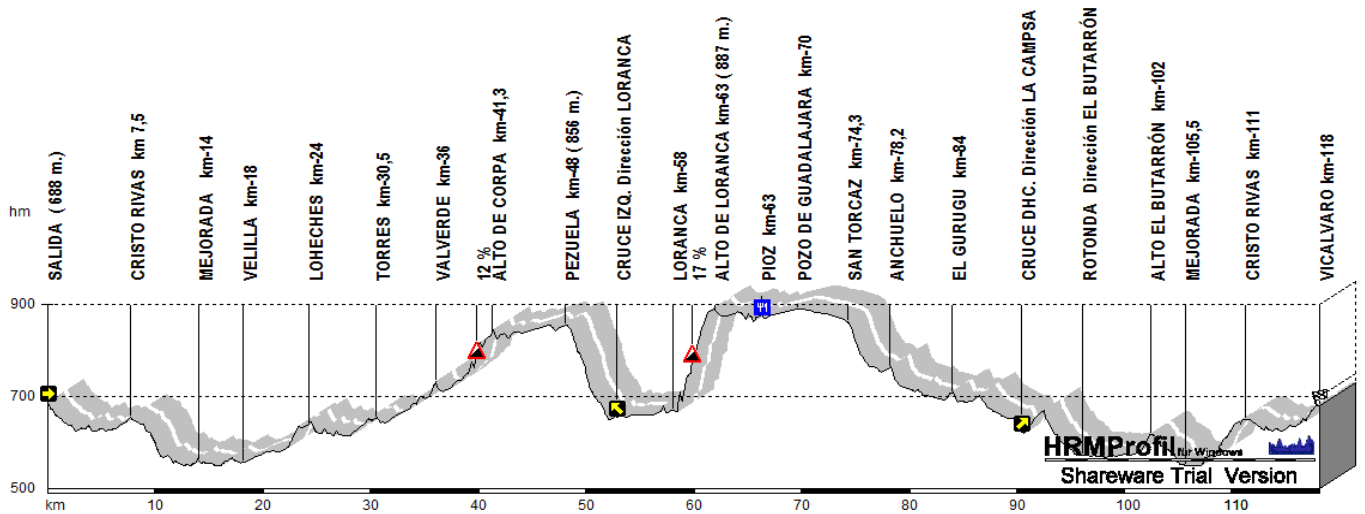 hm
SALIDA ( 688 m.)
CRISTO RIVAS km 7,5
MEJORADA km-14
VELILLA km-18
LOHECHES km-24
TORRES km-30,5
VALVERDE km-36
12 %
ALTO DE CORPA km-41,3
PEZUELA km-48 ( 856 m.)
CRUCE IZQ. Dirección LORANCA
LORANCA km-58
17 %
ALTO DE LORANCA km-63 ( 887 m.)
PIOZ km-63
POZO DE GUADALAJARA km-70
SAN TORCAZ km-74,3
ANCHUELO km-78,2
EL GURUGU km-84
CRUCE DHC. Dirección LA CAMPSA
ROTONDA Dirección EL BUTARRÓN
ALTO EL BUTARRÓN km-102
MEJORADA km-105,5
CRISTO RIVAS km-111
VICALVARO km-118
900
700
500
HRMProfil für Windows
Shareware Trial Version
km 10 20 30 40 50 60 70 80 90 100 110